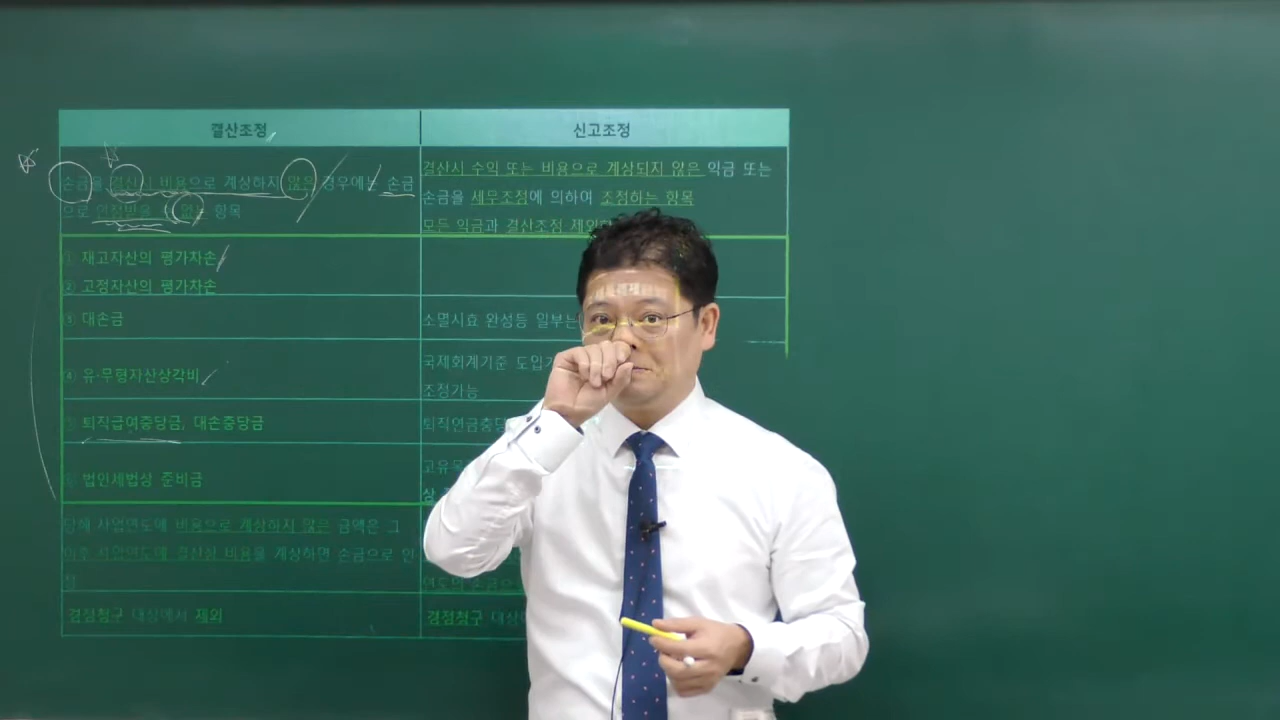 결산조정
신고조정
손금을 결산시 비용으로 계상하지 않은 경우에는 손금
으로 인정받을 수 없는 항목
결산시 수익 또는 비용으로 계상되지 않은 익금 또는
손금을 세무조정에 의하여 조정하는 항목
모든 익금과 결산조정 제외
① 재고자산의 평가차손
② 고정자산의 평가차손
③ 대손금
소멸시효 완성등 일부는
④ 유·무형자산상각비
국제회계기준 도입
조정가능
⑤ 퇴직급여충당금, 대손충당금
퇴직연금충당
⑥ 법인세법상 준비금
고유목
상
당해 사업연도에 비용으로 계상하지 않은 금액은 그
이후 사업연도에 결산상 비용을 계상하면 손금으로 인
정
연도의 손금으
경정청구 대상에서 제외
경정청구 대상